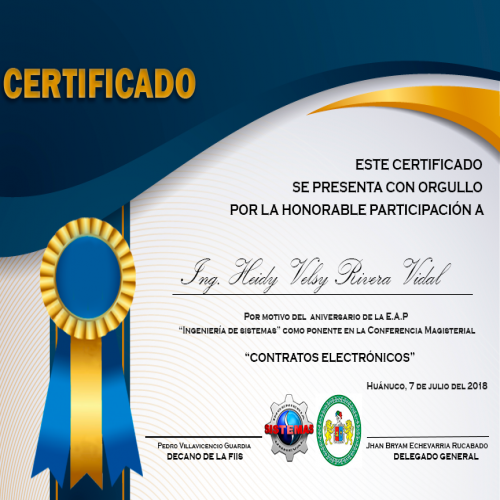 CERTIFICADO
ESTE CERTIFICADO
SE PRESENTA CON ORGULLO
POR LA HONORABLE PARTICIPACIÓN A
Ing. Heidy Velsy Rivera Vidal
Por motivo del aniversario de la E.A.P
“Ingeniería de sistemas” como ponente en la Conferencia Magisterial
“CONTRATOS ELECTRÓNICOS”
Huánuco, 7 de julio del 2018
SISTEMAS
Pedro Villavicencio Guardia
DECANO DE LA FIIS
Jhan Bryam Echevarria Rucabado
DELEGADO GENERAL